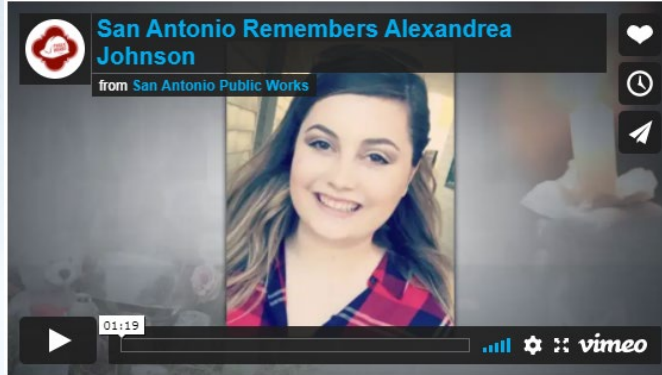 San Antonio Remembers Alexandrea
Johnson
from San Antonio Public Works
01:19
vimeo